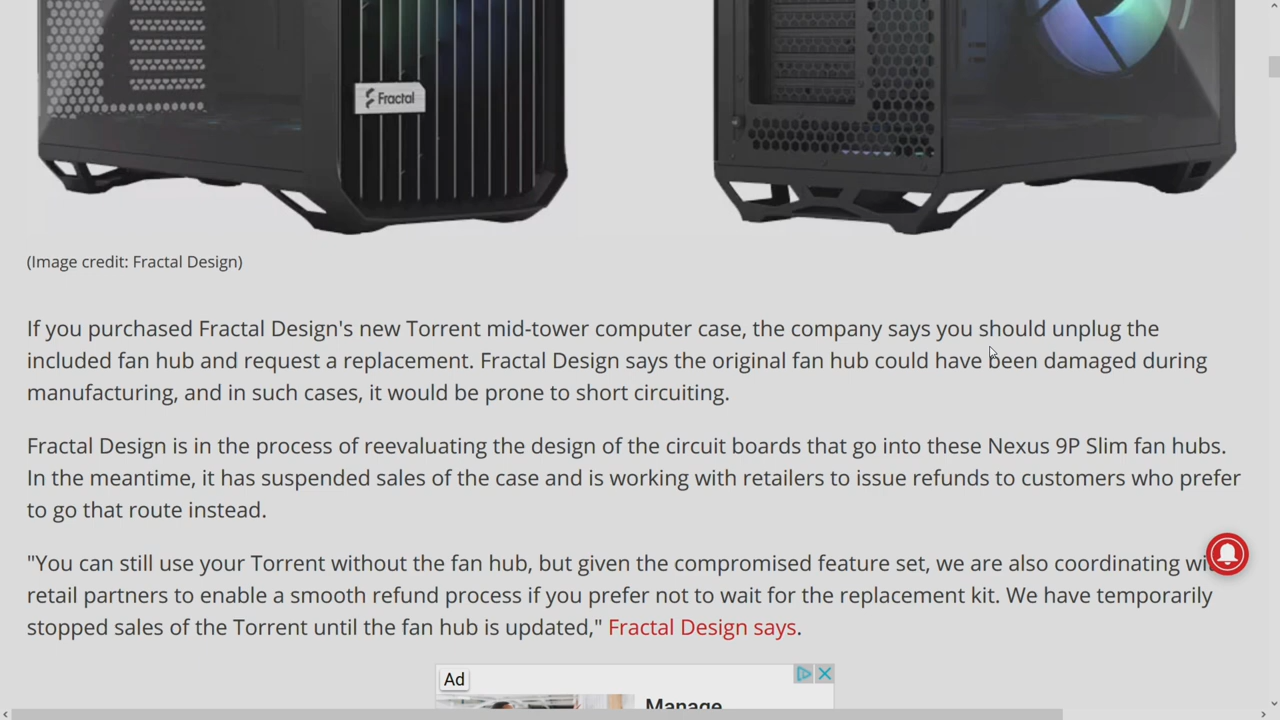 Fractal
(Image credit: Fractal Design)
If you purchased Fractal Design's new Torrent mid-tower computer case, the company says you should unplug the
included fan hub and request a replacement. Fractal Design says the original fan hub could have been damaged during
manufacturing, and in such cases, it would be prone to short circuiting.
Fractal Design is in the process of reevaluating the design of the circuit boards that go into these Nexus 9P Slim fan hubs.
In the meantime, it has suspended sales of the case and is working with retailers to issue refunds to customers who prefer
to go that route instead.
"You can still use your Torrent without the fan hub, but given the compromised feature set, we are also coordinating
retail partners to enable a smooth refund process if you prefer not to wait for the replacement kit. We have temporarily
stopped sales of the Torrent until the fan hub is updated," Fractal Design says.
Ad
Manage